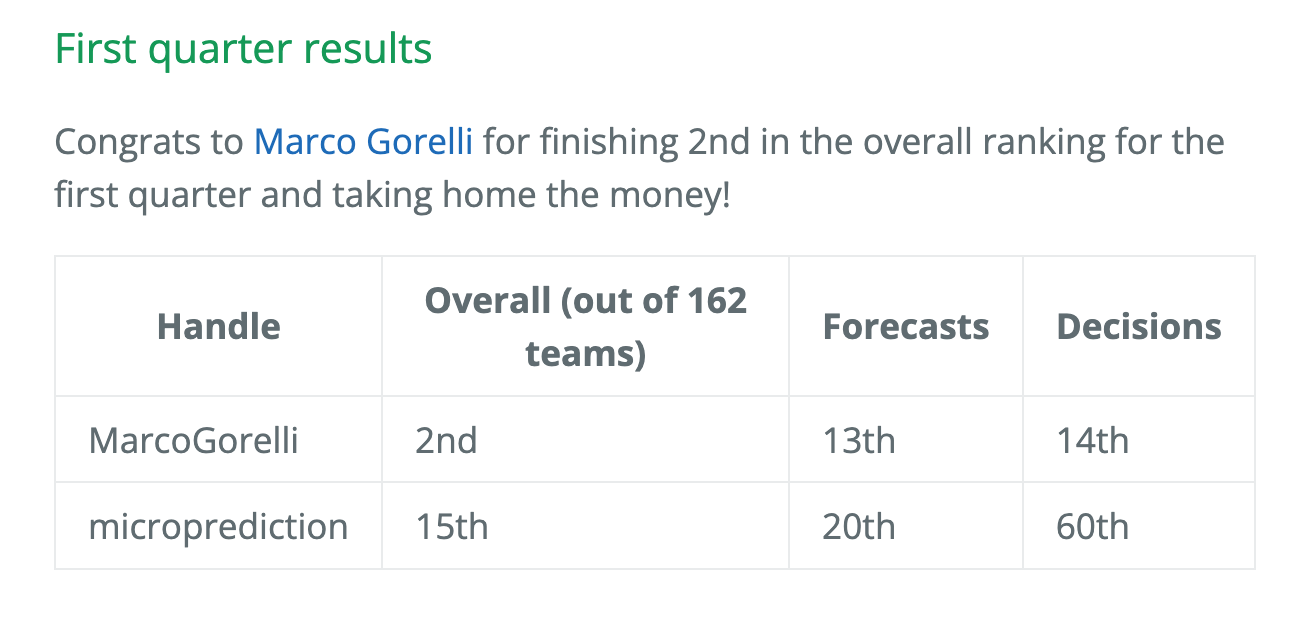 First quarter results
Congrats to Marco Gorelli for finishing 2nd in the overall ranking for the
first quarter and taking home the money!
Handle
Overall (out of 162
teams)
Forecasts
Decisions
MarcoGorelli
2nd
13th
14th
microprediction
15th
20th
60th